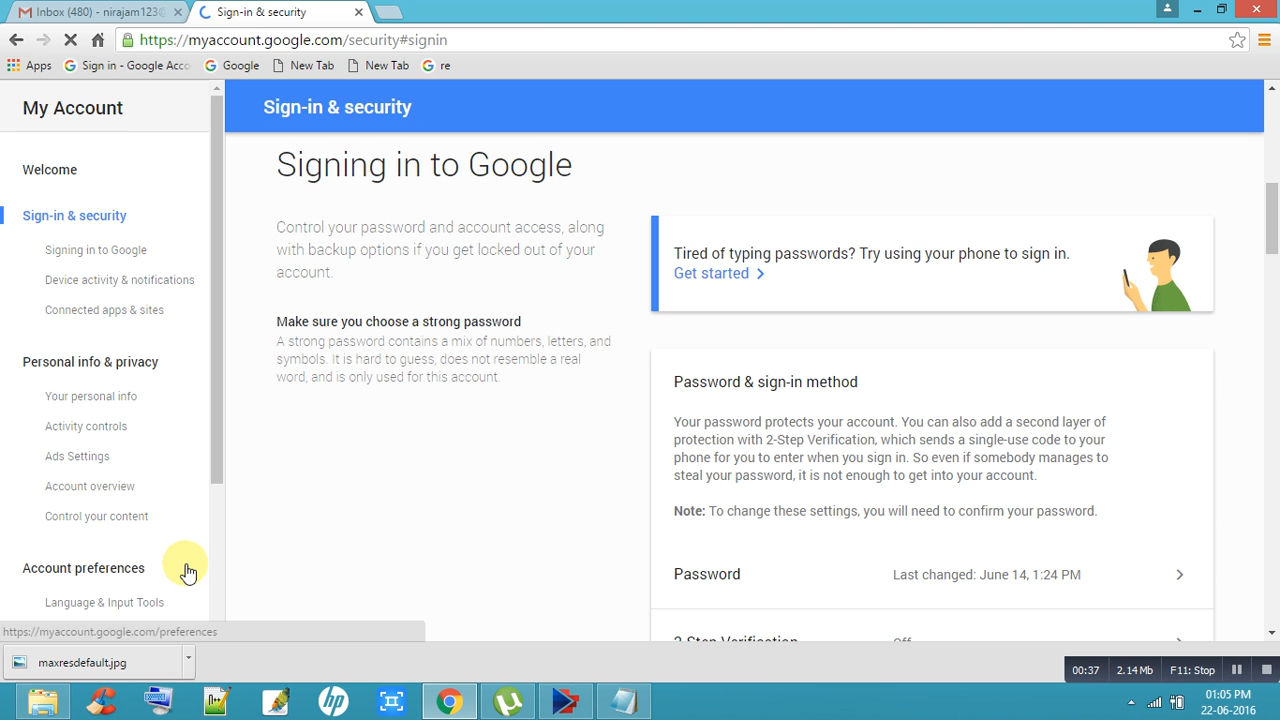 Inbox (480) - nirajam123@
Sign-in & security
https://myaccount.google.com/security#signin
Apps
Sign in - Google Acco
Google
New Tab
New Tab
re
My Account
Sign-in & security
Welcome
Sign-in & security
Signing in to Google
Device activity & notifications
Connected apps & sites
Personal info & privacy
Your personal info
Activity controls
Ads Settings
Account overview
Control your content
Account preferences
Language & Input Tools
https://myaccount.google.com/preferences
Signing in to Google
Control your password and account access, along
with backup options if you get locked out of your
account.
Make sure you choose a strong password
A strong password contains a mix of numbers, letters, and
symbols. It is hard to guess, does not resemble a real
word, and is only used for this account.
Tired of typing passwords? Try using your phone to sign in.
Get started
Password & sign-in method
Your password protects your account. You can also add a second layer of
protection with 2-Step Verification, which sends a single-use code to your
phone for you to enter when you sign in. So even if somebody manages to
steal your password, it is not enough to get into your account.
Note: To change these settings, you will need to confirm your password.
Password
Last changed: June 14, 1:24 PM
2-Step Verification
Off
maxresdefault.jpg
00:37
2.14 Mb
F11: Stop
hp
01:05 PM
22-06-2016